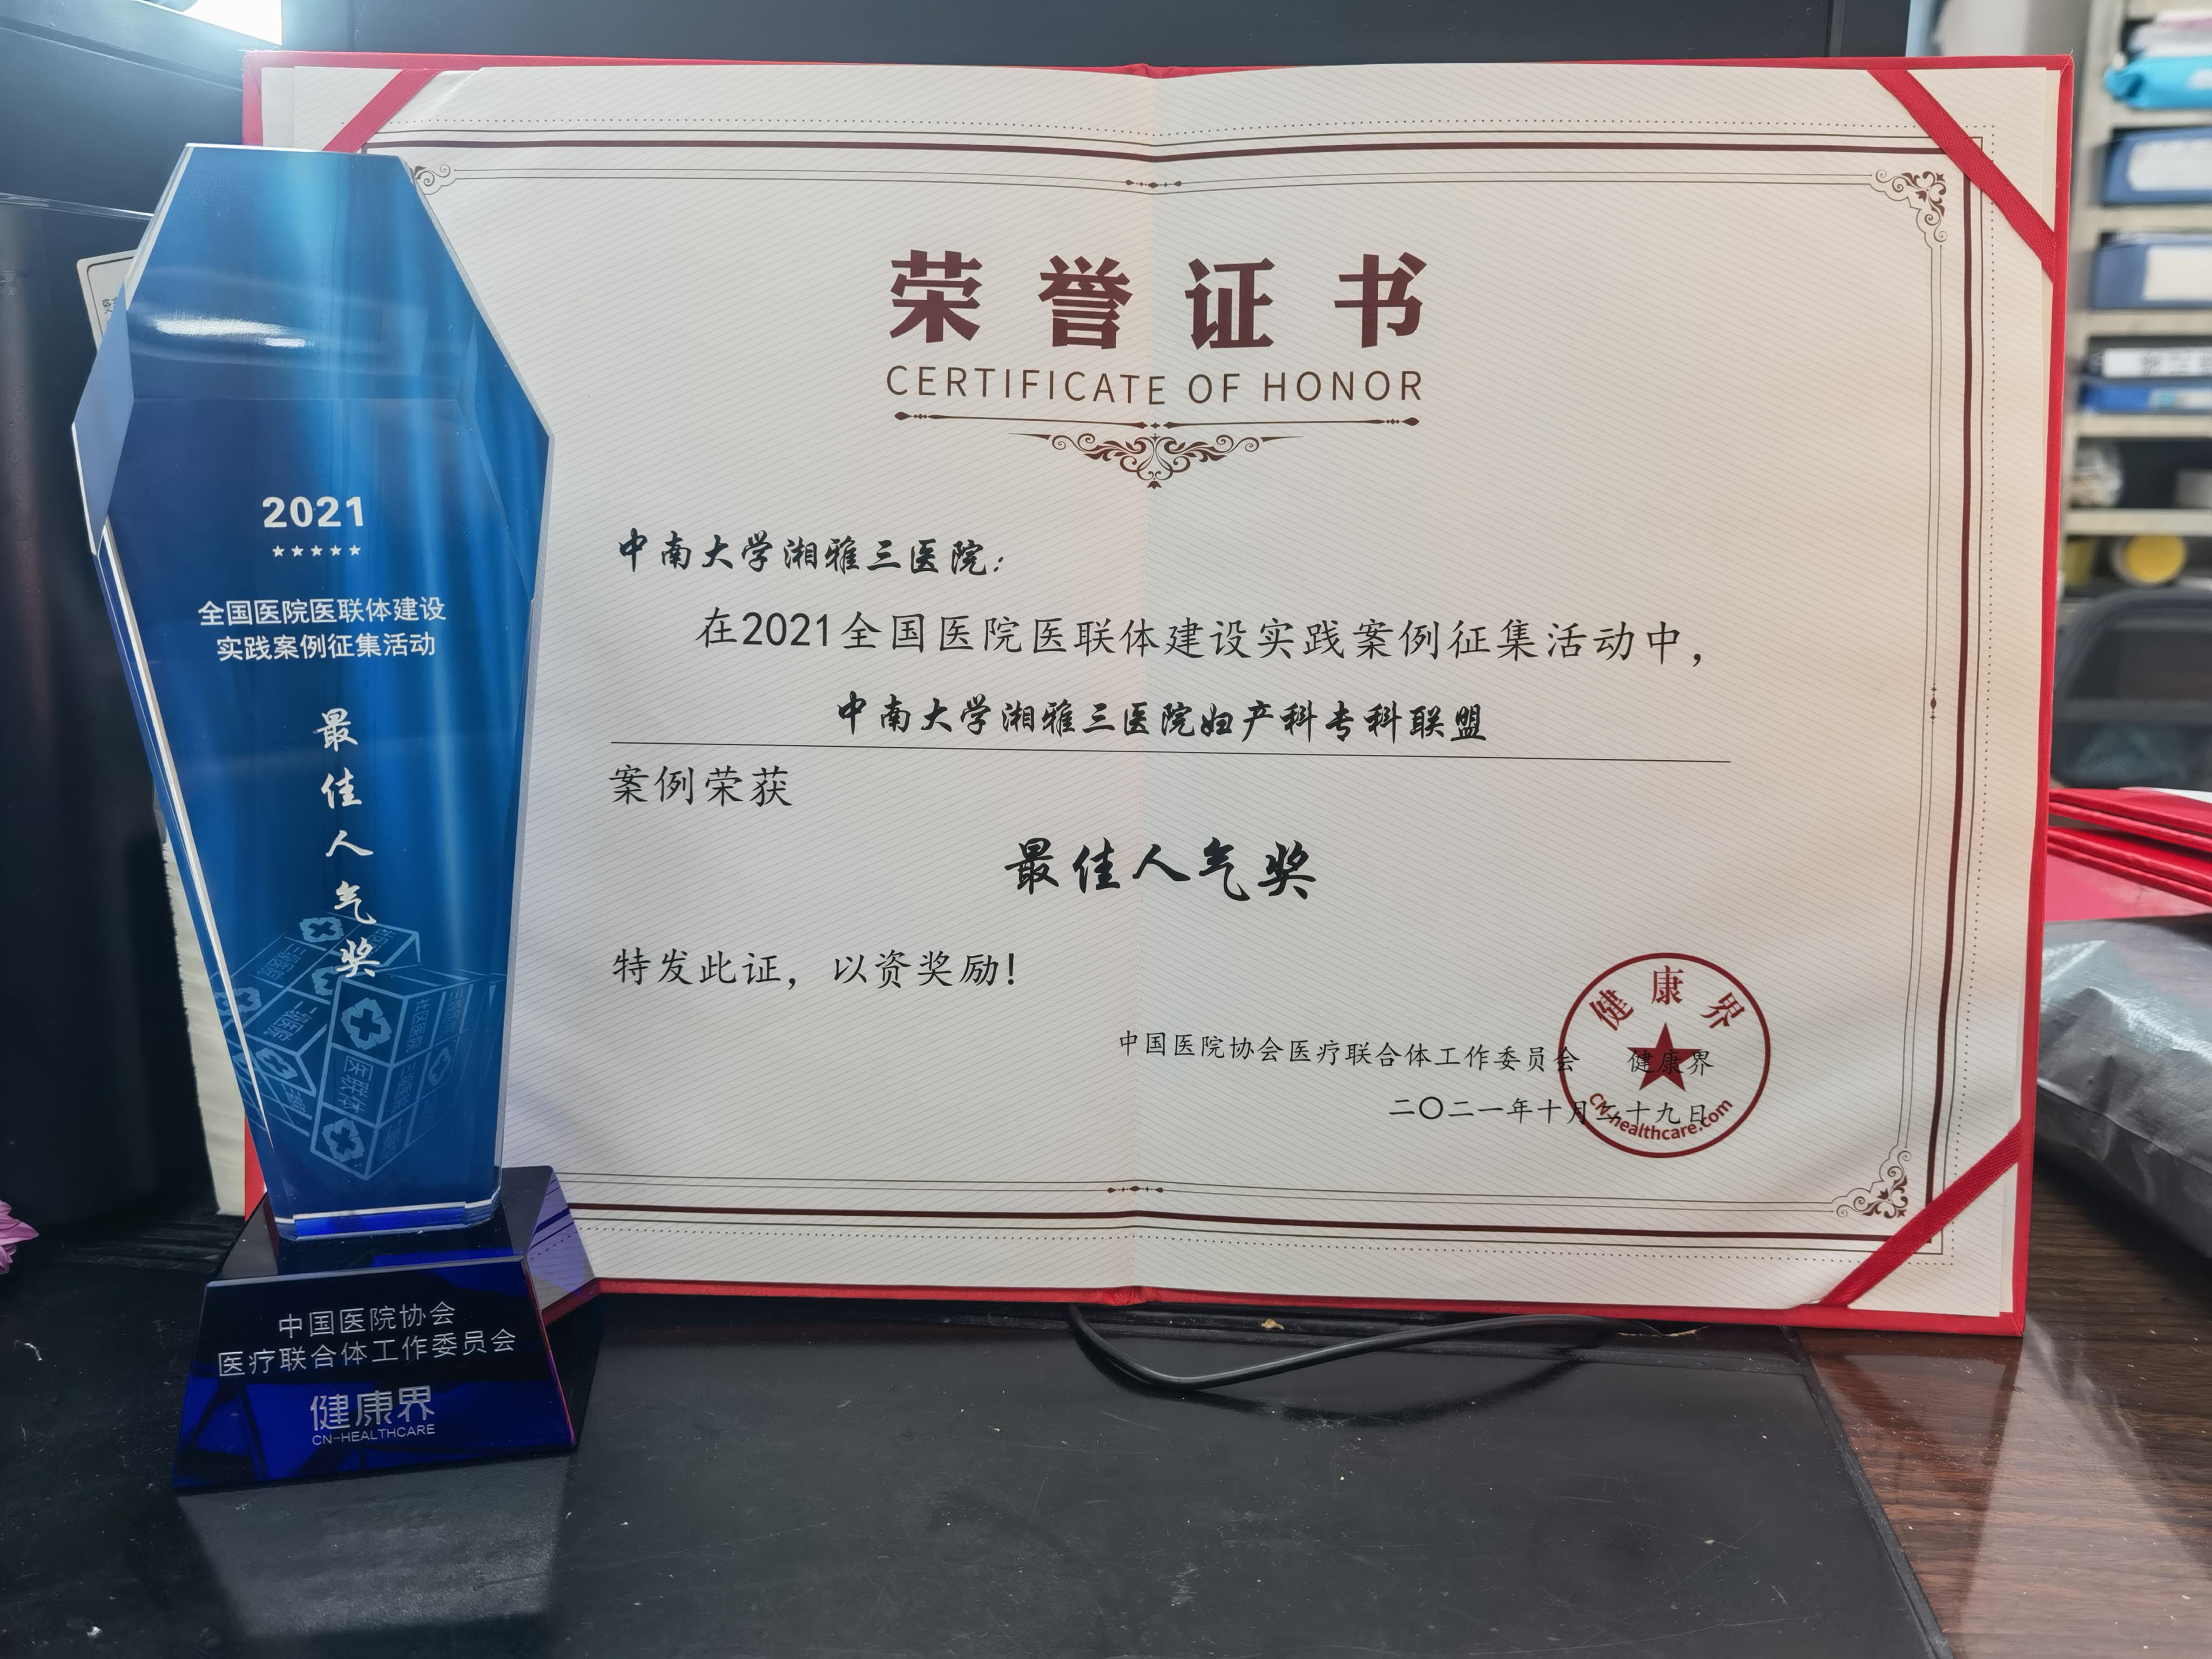 2021
全国医院医联体建设
实践案例征集活动
最佳人气奖
医联体
中国医院协会
医疗联合体工作委员会
健康界
CN-HEALTHCARE
荣誉证书
CERTIFICATE OF HONOR
中南大学湘雅三医院：
在2021全国医院医联体建设实践案例征集活动中，
中南大学湘雅三医院妇产科专科联盟
案例荣获
最佳人气奖
特发此证，以资奖励！
中国医院协会医疗联合体工作委员会 健康界
二〇二一年十月二十九日
健康界
CN-healthcare.com